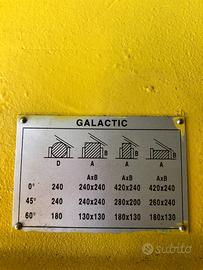 GALACTIC
D A A A
B B B
AxB AxB AxB
0° 240 240x240 420x240 420x240
45° 240 240x240 280x200 260x240
60° 180 130x130 180x130 180x130
subito